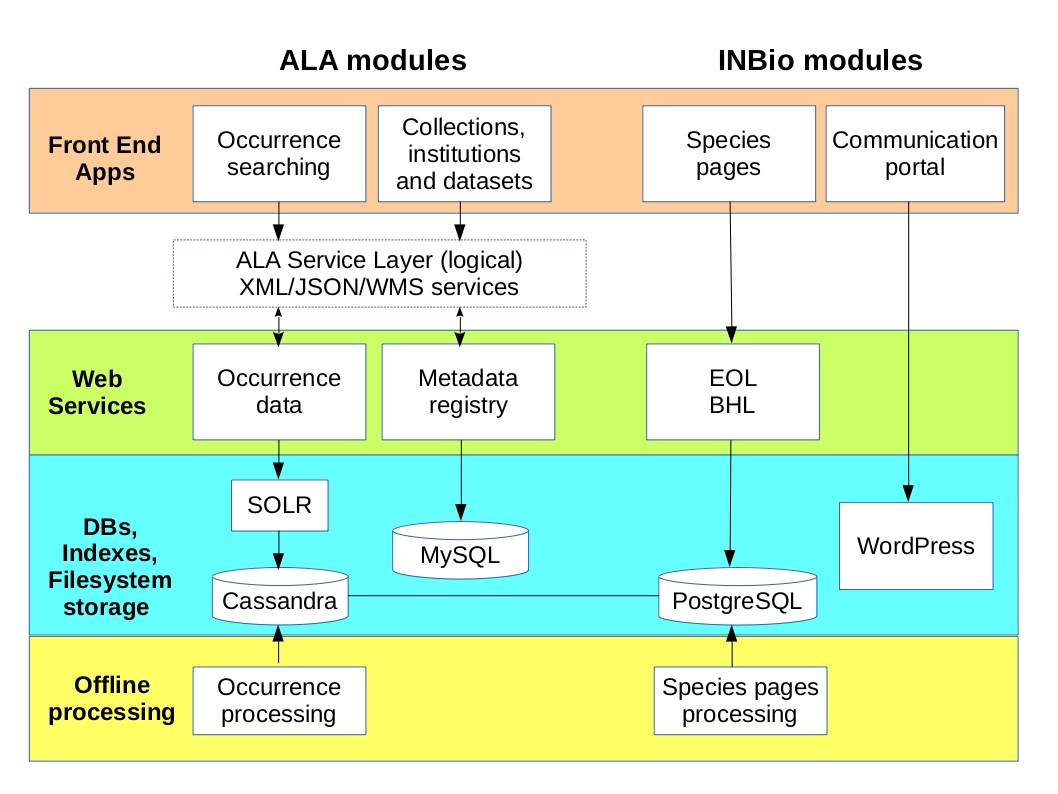 ALA modules
INBio modules
Front End
Apps
Occurrence
searching
Collections,
institutions
and datasets
Species
pages
Communication
portal
ALA Service Layer (logical)
XML/JSON/WMS services
Web
Services
Occurrence
data
Metadata
registry
EOL
BHL
DBs,
Indexes,
Filesystem
storage
SOLR
MySQL
WordPress
Cassandra
PostgreSQL
Offline
processing
Occurrence
processing
Species pages
processing